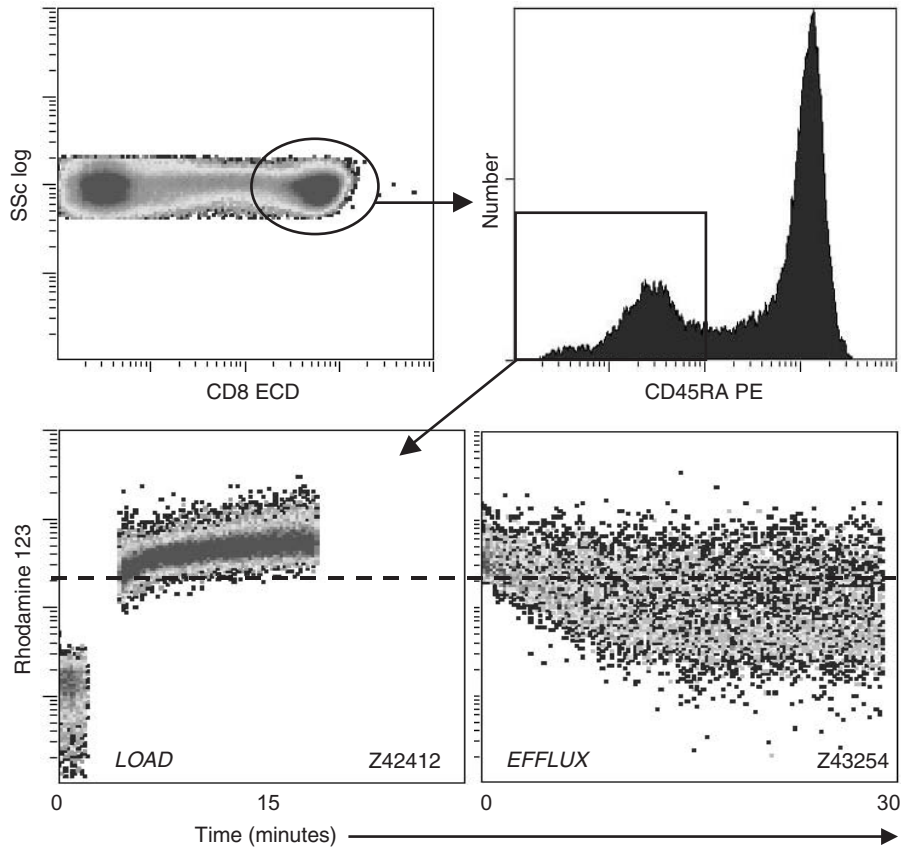 SSc log
CD8 ECD
Number
CD45RA PE
Rhodamine 123
LOAD
Z42412
EFFLUX
Z43254
0
15
0
30
Time (minutes)